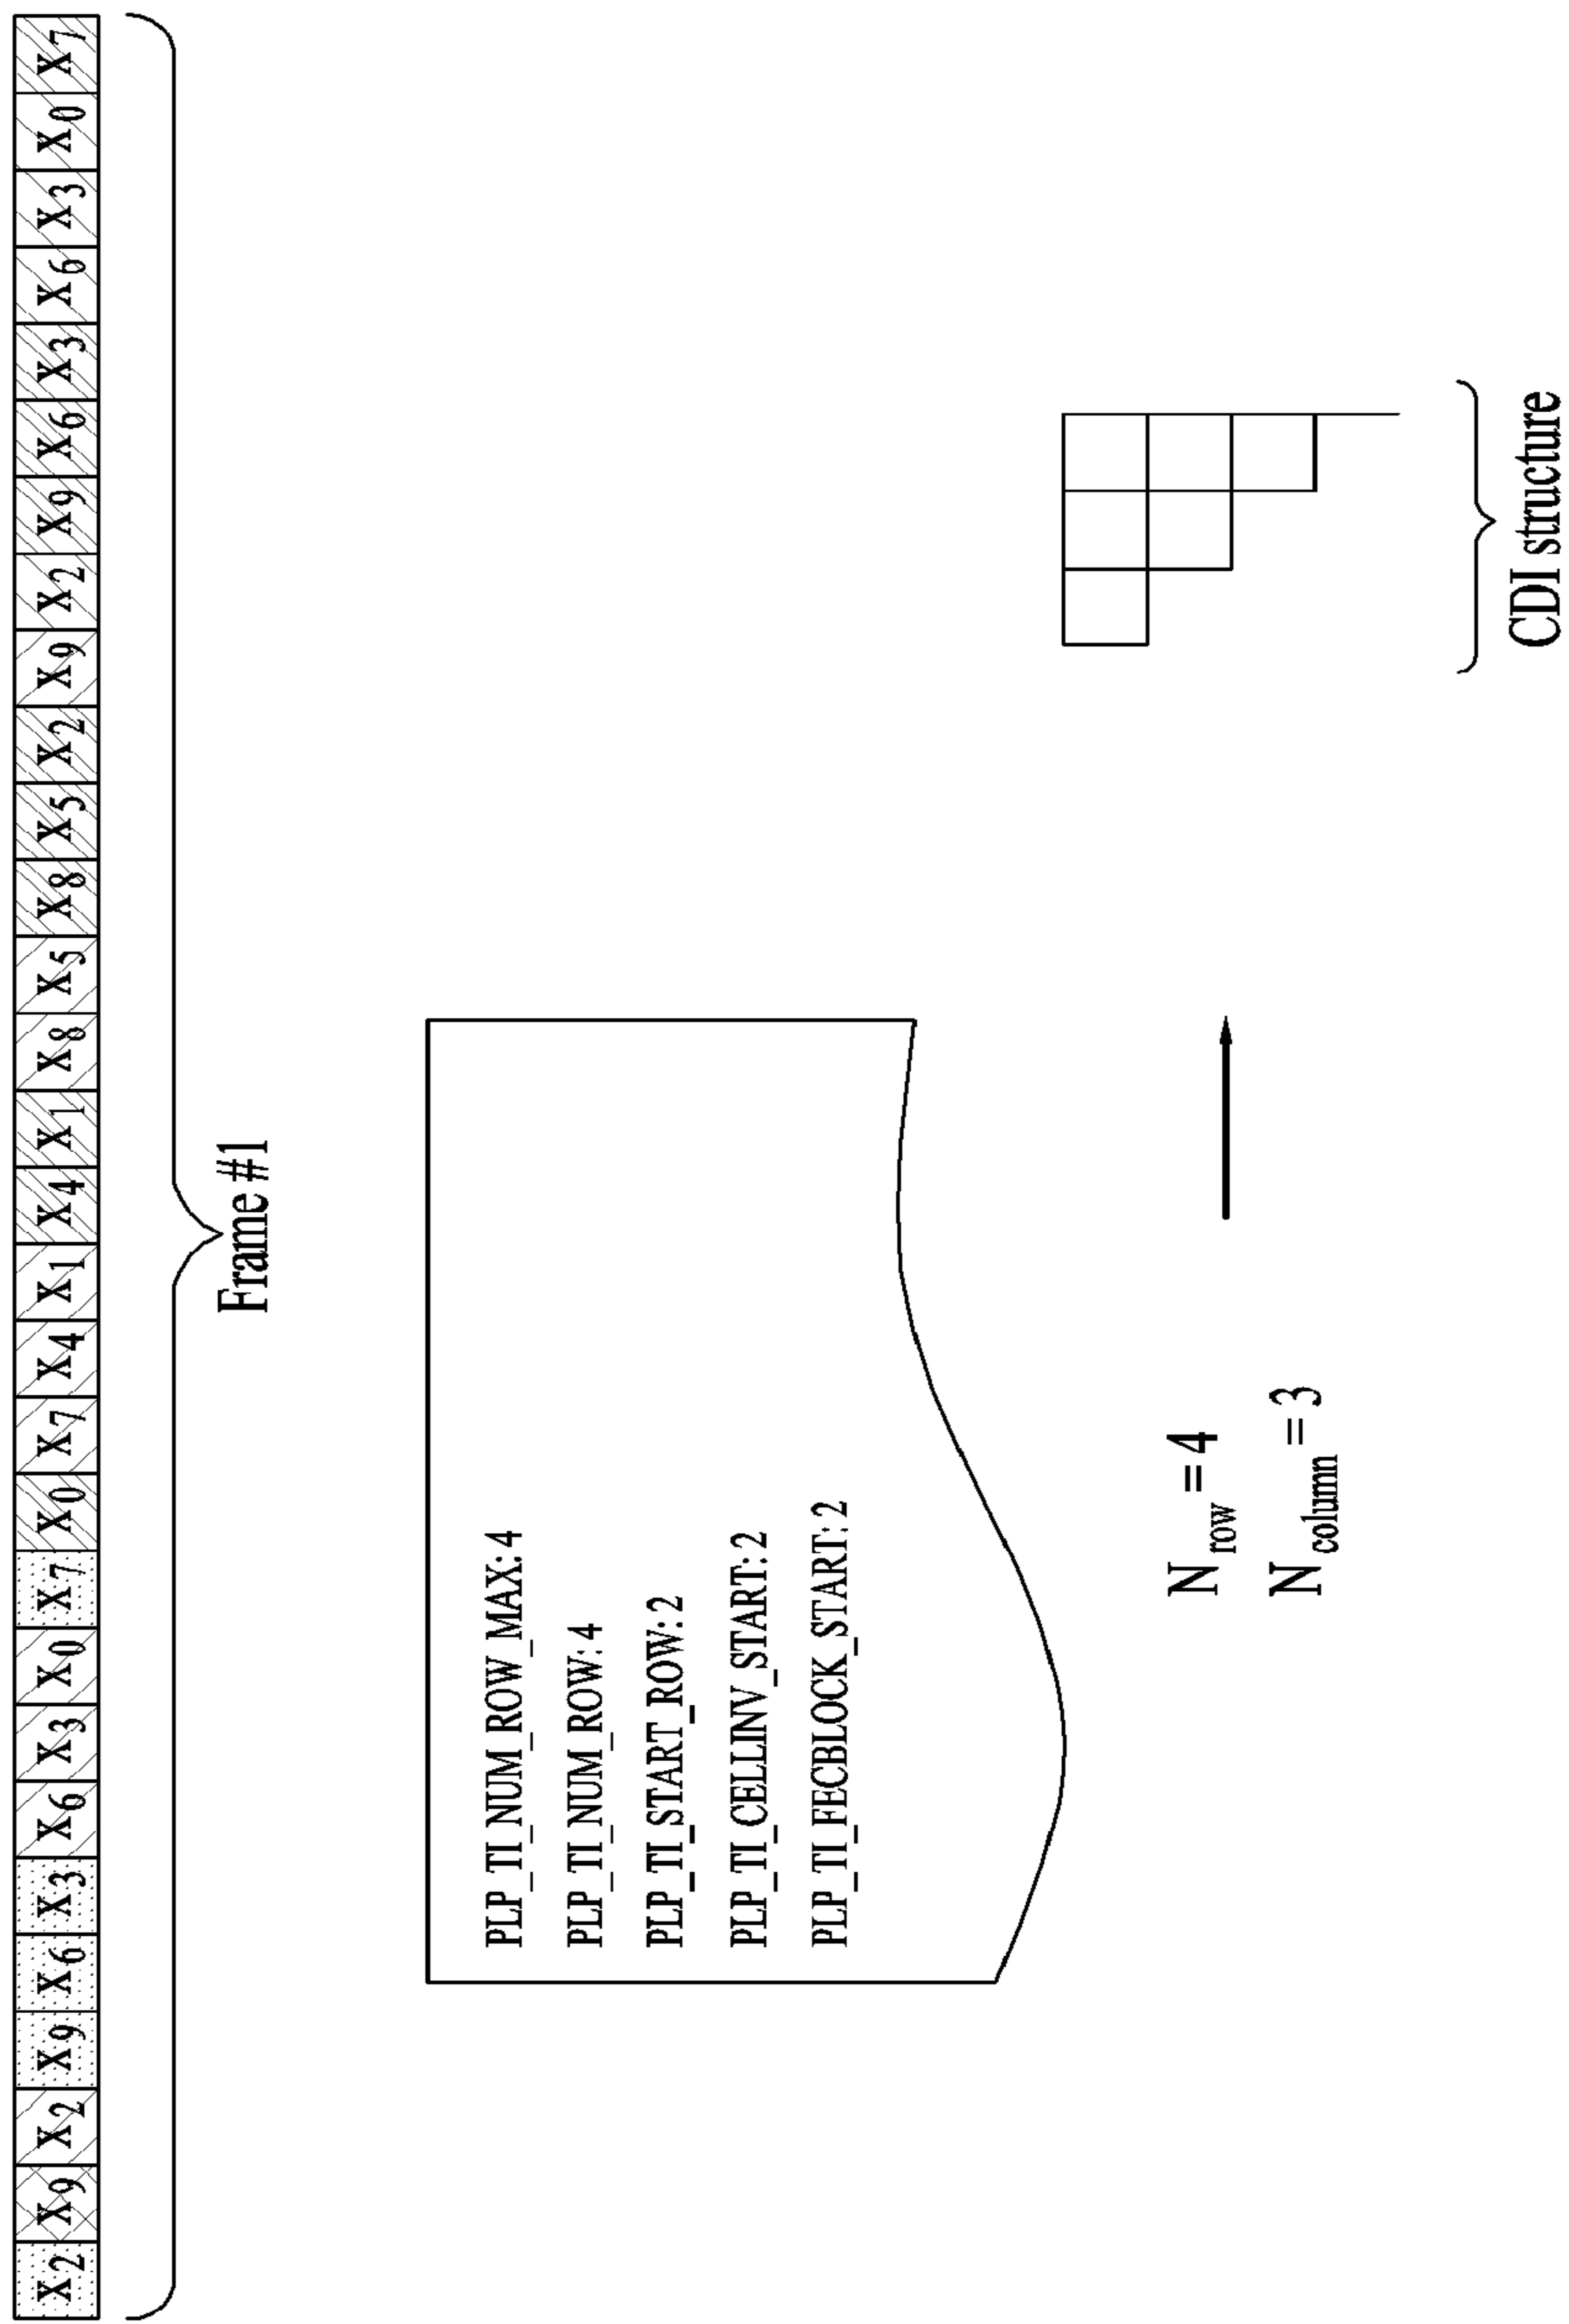 X2 X9 X2 X9 X6 X3 X6 X3 X0 X7 X0 X7 X4 X1 X4 X1 X8 X5 X8 X5 X2 X9 X2 X9 X6 X3 X6 X3 X0 X7
Frame #1
PLP_TI_NUM_ROW_MAX: 4
PLP_TI_NUM_ROW: 4
PLP_TI_START_ROW: 2
PLP_TI_CELLINV_START: 2
PLP_TI_FECBLOCK_START: 2
Nrow = 4
Ncolumn = 3
CDI structure